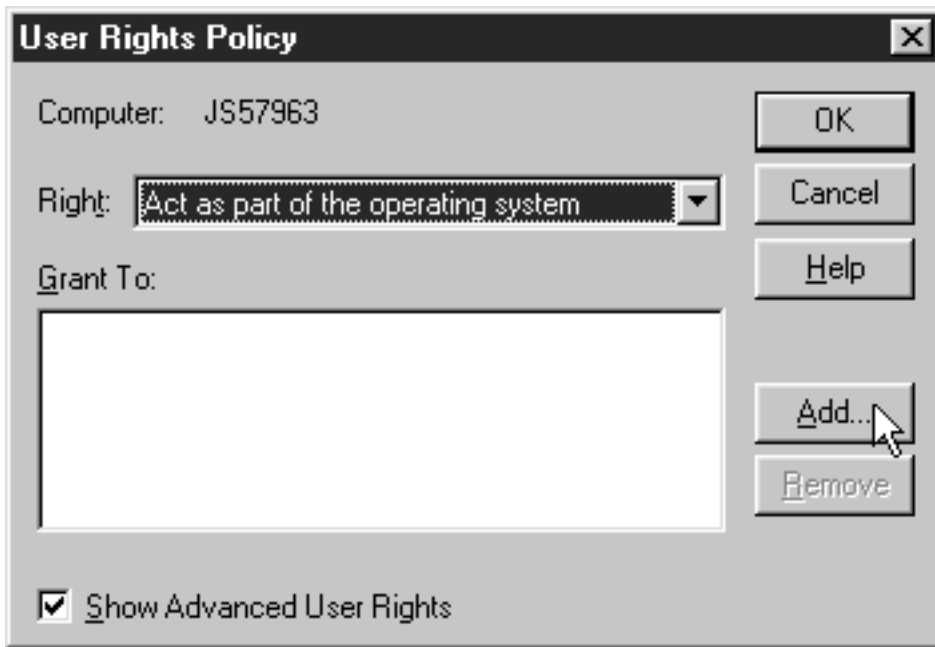 User Rights Policy
Computer: JS57963
OK
Right: Act as part of the operating system
Cancel
Help
Grant To:
Add...
Remove
Show Advanced User Rights